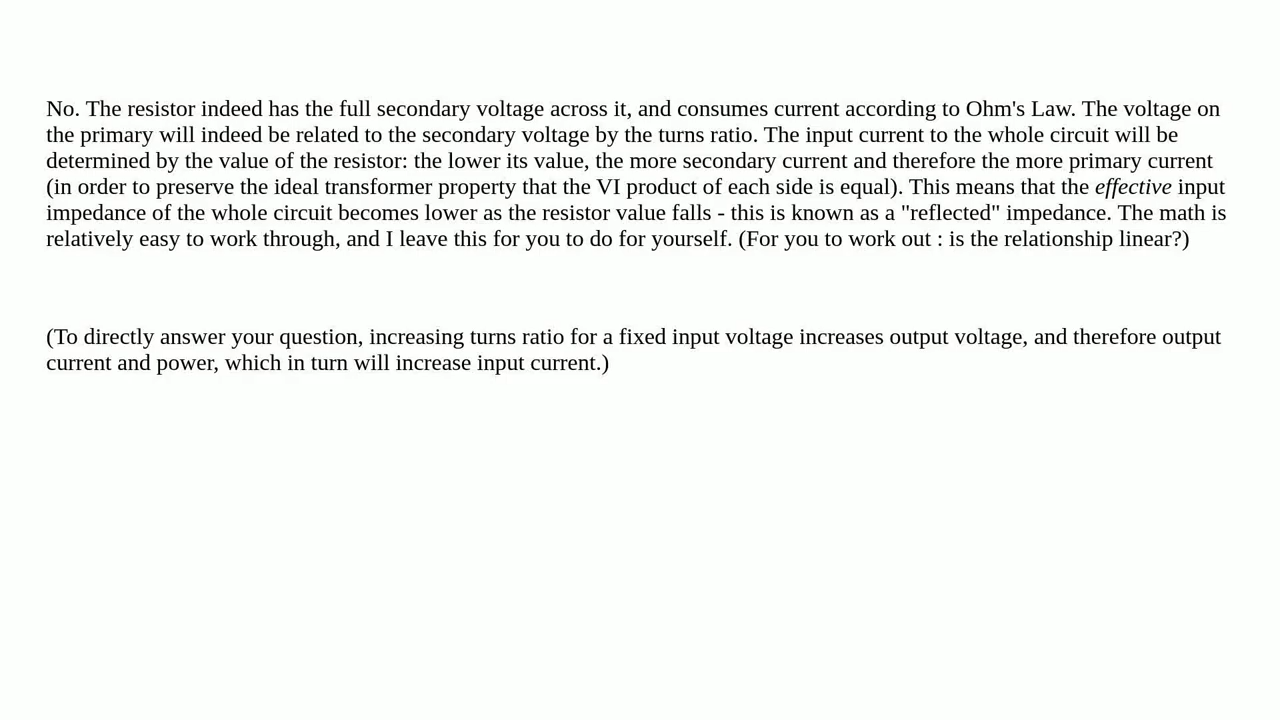 No. The resistor indeed has the full secondary voltage across it, and consumes current according to Ohm's Law. The voltage on
the primary will indeed be related to the secondary voltage by the turns ratio. The input current to the whole circuit will be
determined by the value of the resistor: the lower its value, the more secondary current and therefore the more primary current
(in order to preserve the ideal transformer property that the VI product of each side is equal). This means that the effective input
impedance of the whole circuit becomes lower as the resistor value falls - this is known as a "reflected" impedance. The math is
relatively easy to work through, and I leave this for you to do for yourself. (For you to work out : is the relationship linear?)
(To directly answer your question, increasing turns ratio for a fixed input voltage increases output voltage, and therefore output
current and power, which in turn will increase input current.)